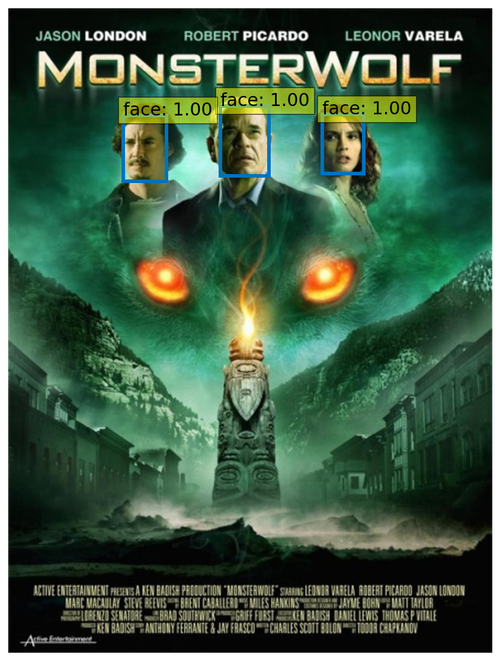 JASON LONDON ROBERT PICARDO LEONOR VARELA
MONSTERWOLF
face: 1.00 face: 1.00 face: 1.00
ACTIVE ENTERTAINMENT PRESENTS A KEN BADISH PRODUCTION "MONSTERWOLF" STARRING LEONOR VARELA ROBERT PICARDO JASON LONDON
MARC MACAULAY STEVE REEVIS BRENT CABALLERO MILES HANKINS JAYME BOHN MATT TAYLOR
LORENZO SENATORE BRAD SOUTHWICK GRIFF FURST KEN BADISH DANIEL LEWIS THOMAS P VITALE
KEN BADISH ANTHONY FERRANTE & JAY FRASCO CHARLES SCOTT BOLON TODOR CHAPKANOV
Active Entertainment